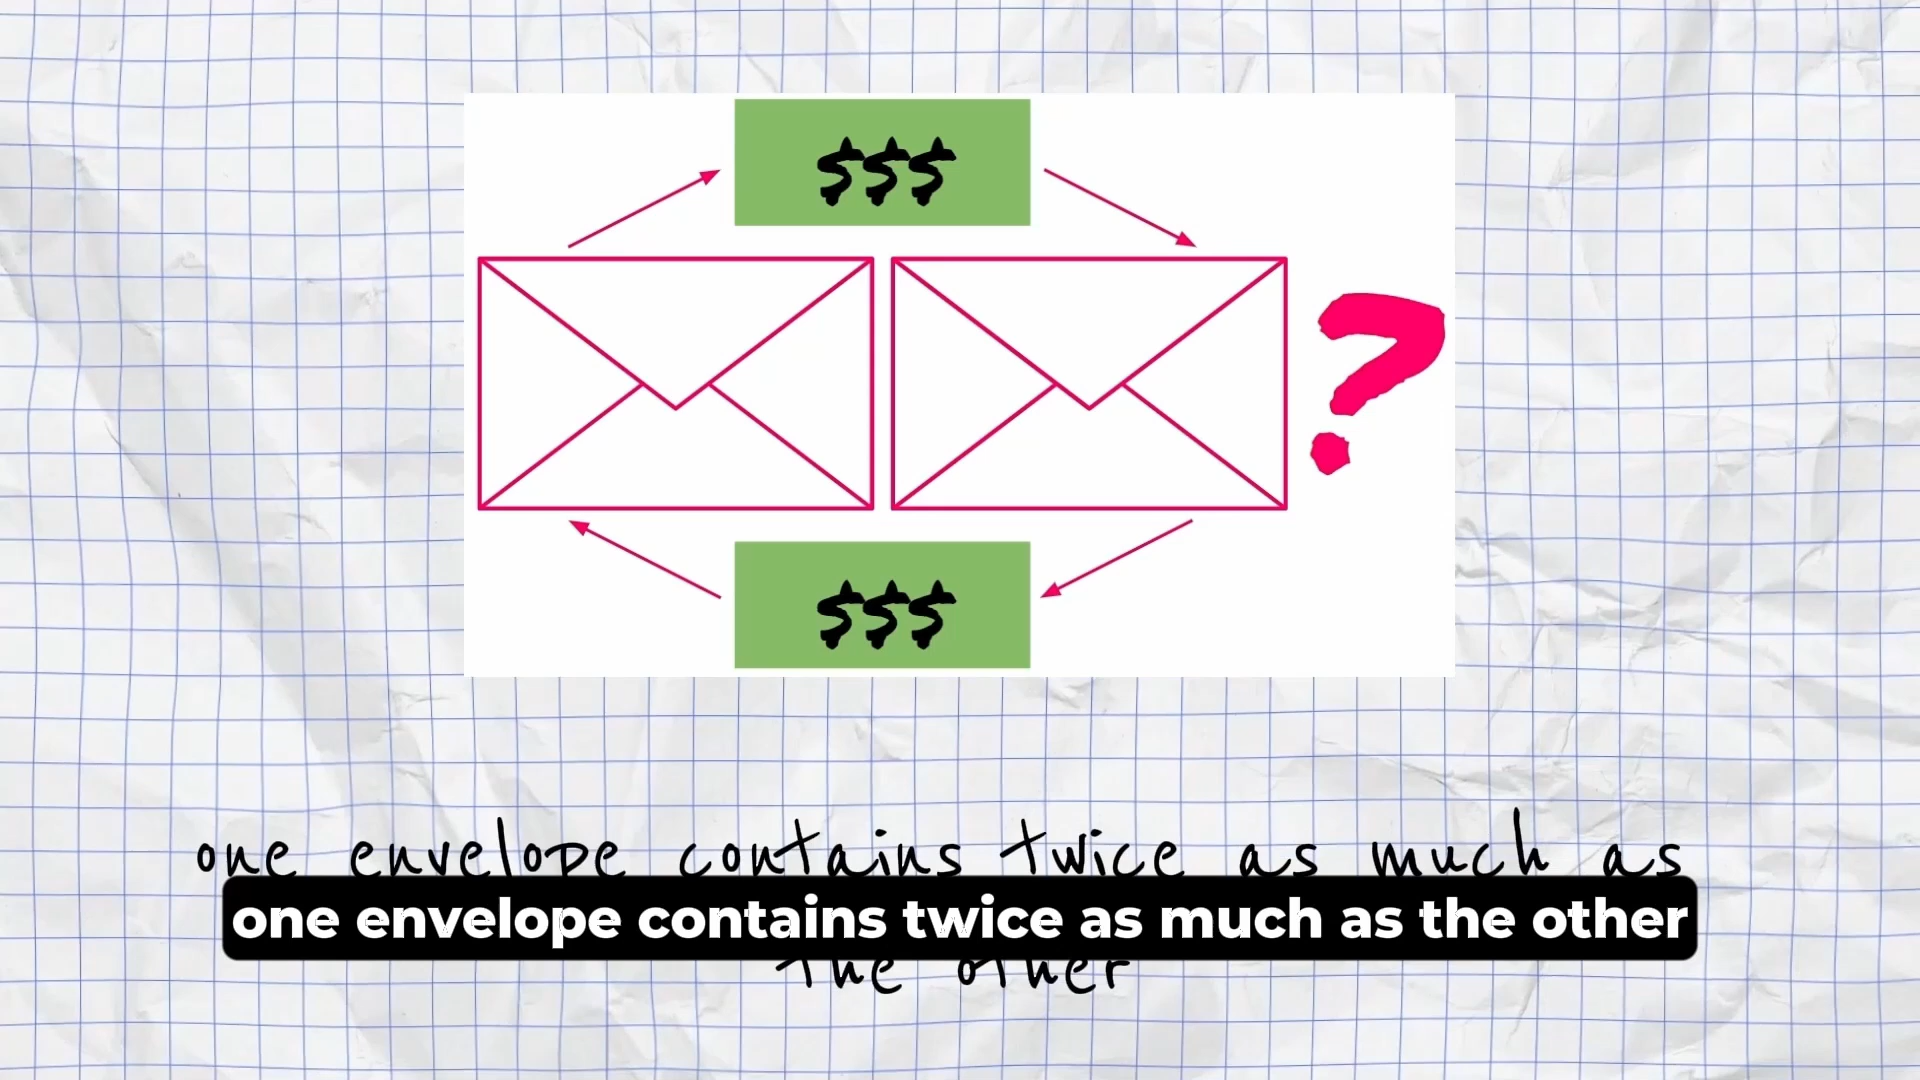 $$$
?
$$$
one envelope contains twice as much as
one envelope contains twice as much as the other
the other